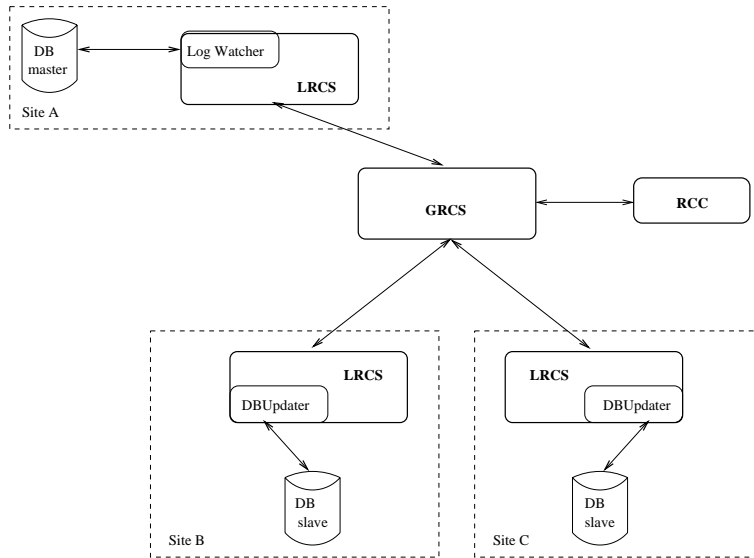 DB
master
Log Watcher
LRCS
Site A
GRCS
RCC
LRCS
DBUpdater
DB
slave
Site B
LRCS
DBUpdater
DB
slave
Site C